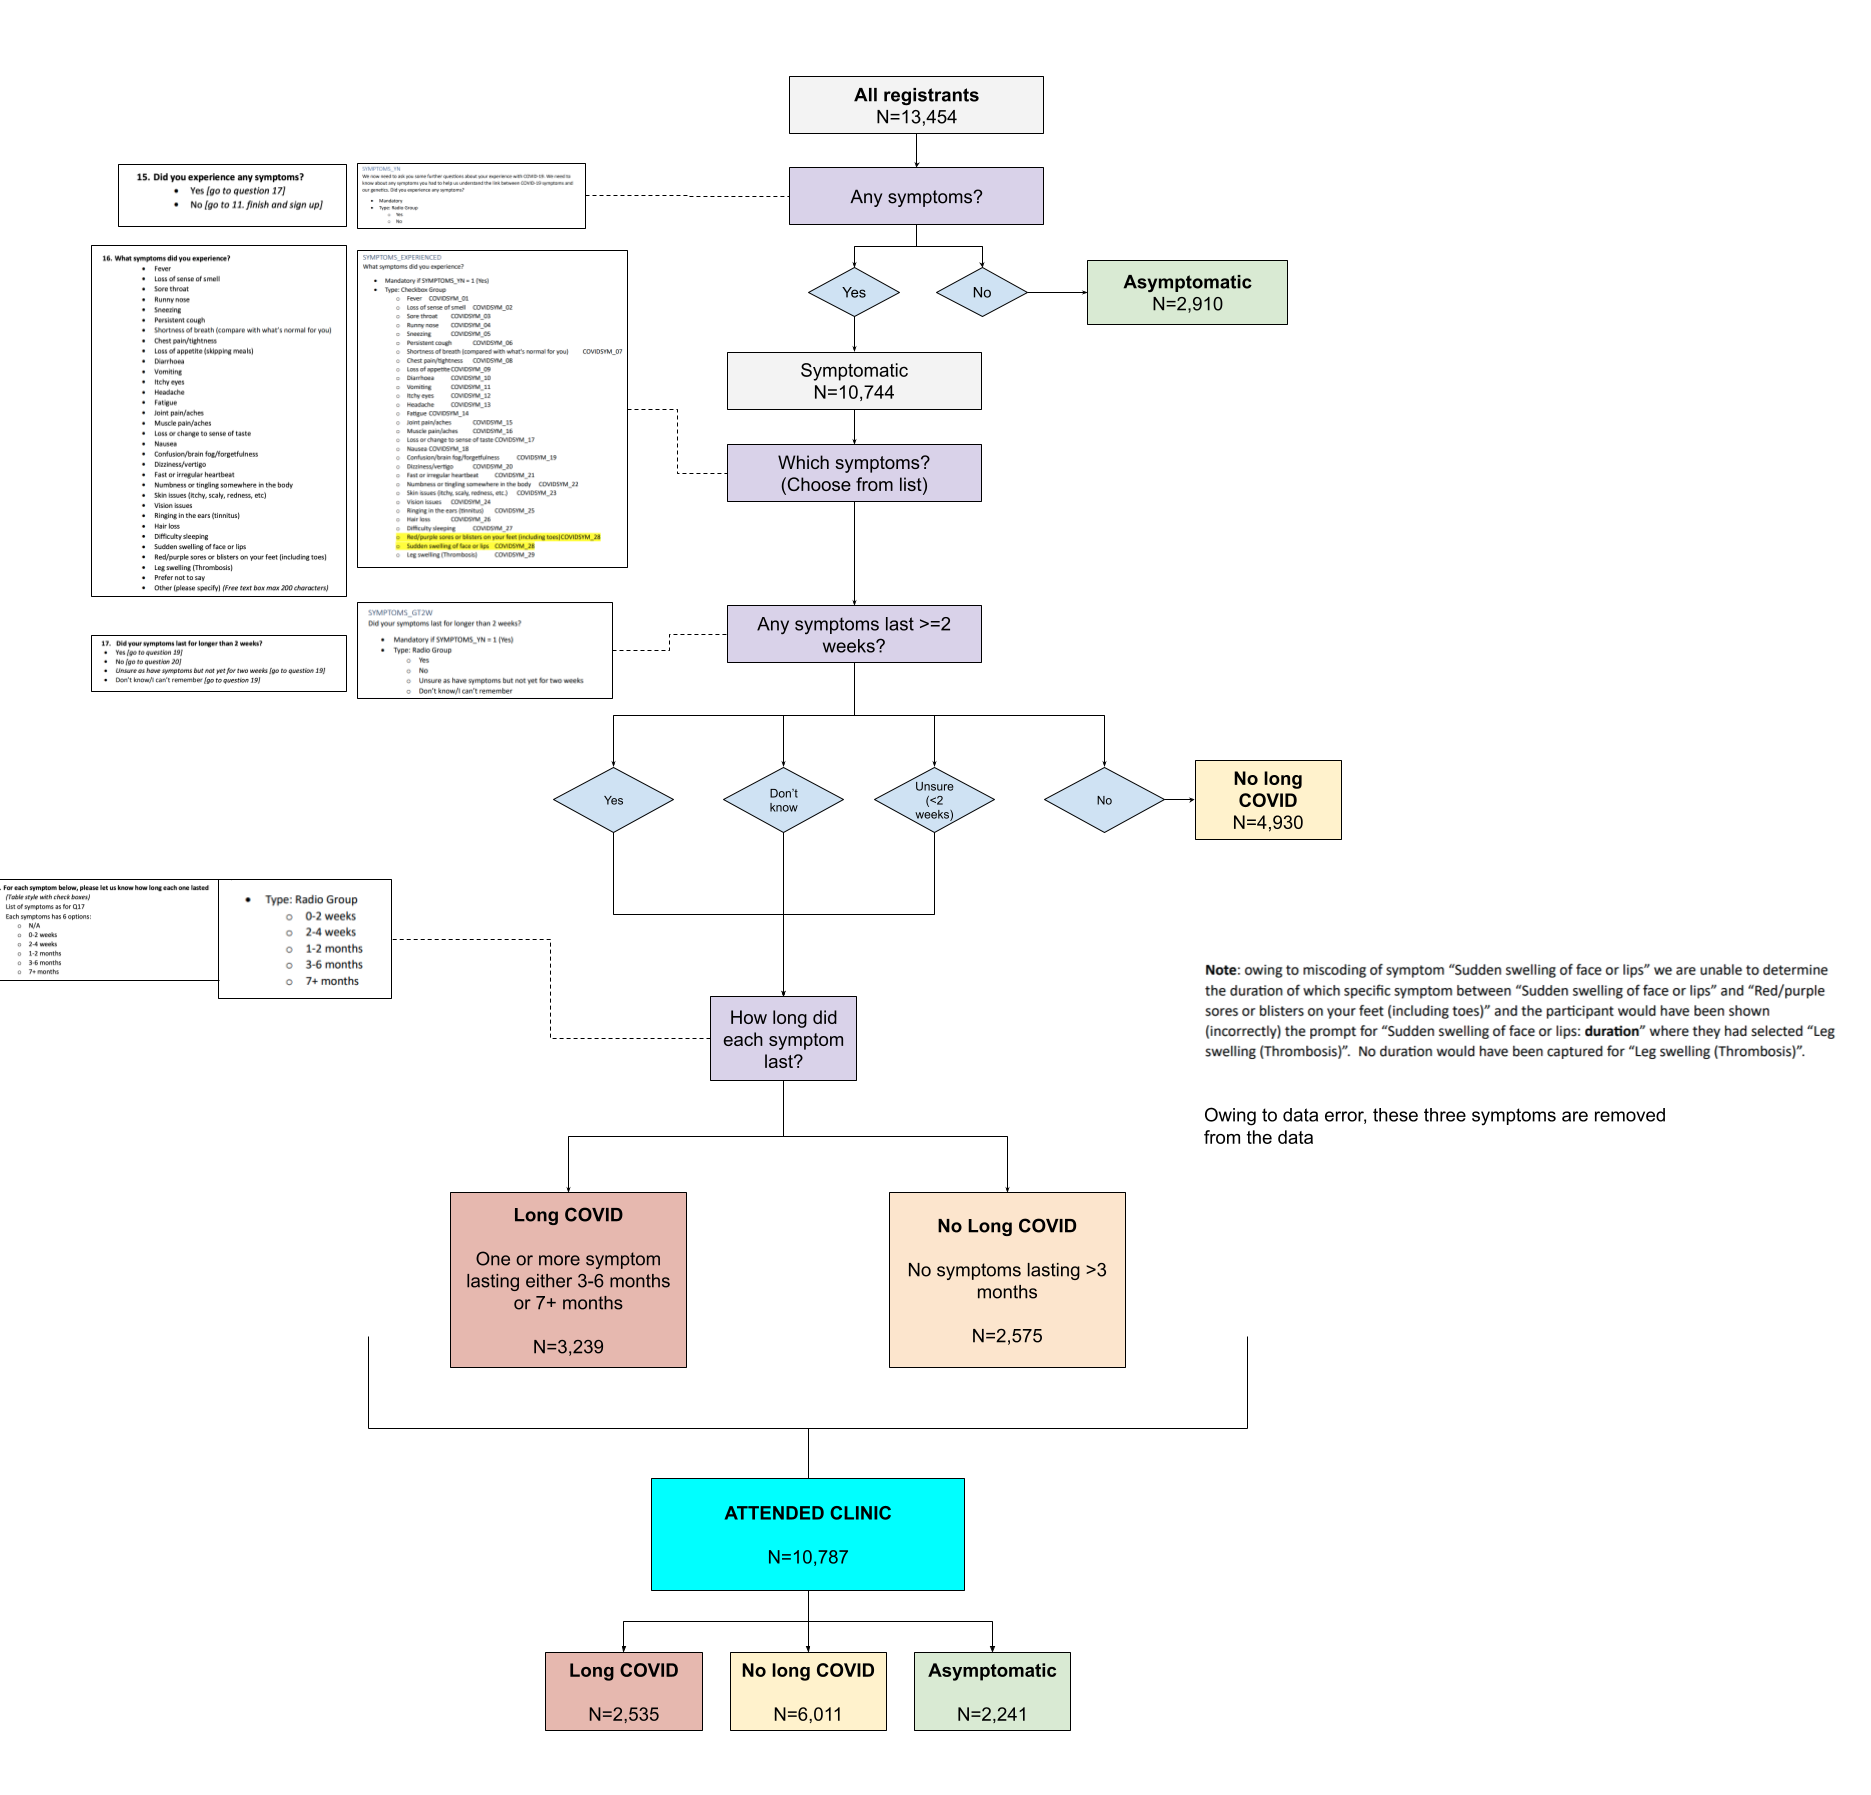 All registrants
N=13,454
Any symptoms?
Yes
No
Asymptomatic
N=2,910
Symptomatic
N=10,744
Which symptoms?
(Choose from list)
Any symptoms last >=2
weeks?
Yes
Don't
know
Unsure
(<2
weeks)
No
No long
COVID
N=4,930
How long did
each symptom
last?
Long COVID
One or more symptom
lasting either 3-6 months
or 7+ months
N=3,239
No Long COVID
No symptoms lasting >3
months
N=2,575
ATTENDED CLINIC
N=10,787
Long COVID
N=2,535
No long COVID
N=6,011
Asymptomatic
N=2,241
15. Did you experience any symptoms?
• Yes [go to question 17]
• No [go to 11. finish and sign up]
SYMPTOMS_YN
We now need to ask you some further questions about your experience with COVID-19. We need to
know about any symptoms you had to help us understand the link between COVID-19 symptoms and
our genetics. Did you experience any symptoms?
• Mandatory
• Type: Radio Group
o Yes
o No
16. What symptoms did you experience?
• Fever
• Loss of sense of smell
• Sore throat
• Runny nose
• Sneezing
• Persistent cough
• Shortness of breath (compare with what's normal for you)
• Chest pain/tightness
• Loss of appetite (skipping meals)
• Diarrhoea
• Vomiting
• Itchy eyes
• Headache
• Fatigue
• Joint pain/aches
• Muscle pain/aches
• Loss or change to sense of taste
• Nausea
• Confusion/brain fog/forgetfulness
• Dizziness/vertigo
• Fast or irregular heartbeat
• Numbness or tingling somewhere in the body
• Skin issues (itchy, scaly, redness, etc)
• Vision issues
• Ringing in the ears (tinnitus)
• Hair loss
• Difficulty sleeping
• Sudden swelling of face or lips
• Red/purple sores or blisters on your feet (including toes)
• Leg swelling (Thrombosis)
• Prefer not to say
• Other (please specify) (Free text box max 200 characters)
SYMPTOMS_EXPERIENCED
What symptoms did you experience?
• Mandatory if SYMPTOMS_YN = 1 (Yes)
• Type: Checkbox Group
o Fever COVIDSYM_01
o Loss of sense of smell COVIDSYM_02
o Sore throat COVIDSYM_03
o Runny nose COVIDSYM_04
o Sneezing COVIDSYM_05
o Persistent cough COVIDSYM_06
o Shortness of breath (compared with what's normal for you) COVIDSYM_07
o Chest pain/tightness COVIDSYM_08
o Loss of appetite COVIDSYM_09
o Diarrhoea COVIDSYM_10
o Vomiting COVIDSYM_11
o Itchy eyes COVIDSYM_12
o Headache COVIDSYM_13
o Fatigue COVIDSYM_14
o Joint pain/aches COVIDSYM_15
o Muscle pain/aches COVIDSYM_16
o Loss or change to sense of taste COVIDSYM_17
o Nausea COVIDSYM_18
o Confusion/brain fog/forgetfulness COVIDSYM_19
o Dizziness/vertigo COVIDSYM_20
o Fast or irregular heartbeat COVIDSYM_21
o Numbness or tingling somewhere in the body COVIDSYM_22
o Skin issues (itchy, scaly, redness, etc.) COVIDSYM_23
o Vision issues COVIDSYM_24
o Ringing in the ears (tinnitus) COVIDSYM_25
o Hair loss COVIDSYM_26
o Difficulty sleeping COVIDSYM_27
o Red/purple sores or blisters on your feet (including toes)COVIDSYM_28
o Sudden swelling of face or lips COVIDSYM_28
o Leg swelling (Thrombosis) COVIDSYM_29
17. Did your symptoms last for longer than 2 weeks?
• Yes [go to question 19]
• No [go to question 20]
• Unsure as have symptoms but not yet for two weeks [go to question 19]
• Don't know/I can't remember [go to question 19]
SYMPTOMS_GT2W
Did your symptoms last for longer than 2 weeks?
• Mandatory if SYMPTOMS_YN = 1 (Yes)
• Type: Radio Group
o Yes
o No
o Unsure as have symptoms but not yet for two weeks
o Don't know/I can't remember
. For each symptom below, please let us know how long each one lasted
(Table style with check boxes)
List of symptoms as for Q17
Each symptoms has 6 options:
o N/A
o 0-2 weeks
o 2-4 weeks
o 1-2 months
o 3-6 months
o 7+ months
• Type: Radio Group
o 0-2 weeks
o 2-4 weeks
o 1-2 months
o 3-6 months
o 7+ months
Note: owing to miscoding of symptom "Sudden swelling of face or lips" we are unable to determine
the duration of which specific symptom between "Sudden swelling of face or lips" and "Red/purple
sores or blisters on your feet (including toes)" and the participant would have been shown
(incorrectly) the prompt for "Sudden swelling of face or lips: duration" where they had selected "Leg
swelling (Thrombosis)". No duration would have been captured for "Leg swelling (Thrombosis)".
Owing to data error, these three symptoms are removed
from the data